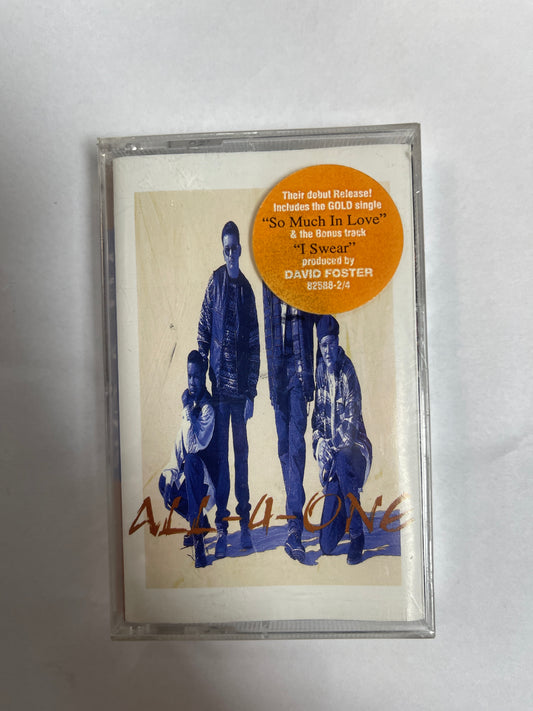 Their debut Release!
Includes the GOLD single
“So Much In Love”
& the Bonus track
“I Swear”
produced by
DAVID FOSTER
82588-2/4
ALL-4-ONE